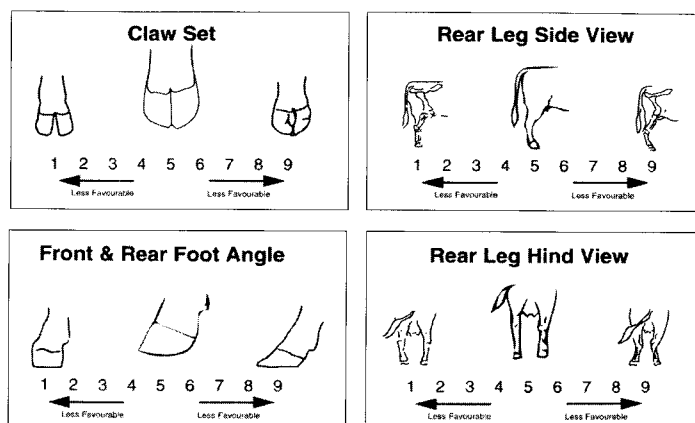 Claw Set
1 2 3 4 5 6 7 8 9
Less Favourable Less Favourable
Rear Leg Side View
1 2 3 4 5 6 7 8 9
Less Favourable Less Favourable
Front & Rear Foot Angle
1 2 3 4 5 6 7 8 9
Less Favourable Less Favourable
Rear Leg Hind View
1 2 3 4 5 6 7 8 9
Less Favourable Less Favourable